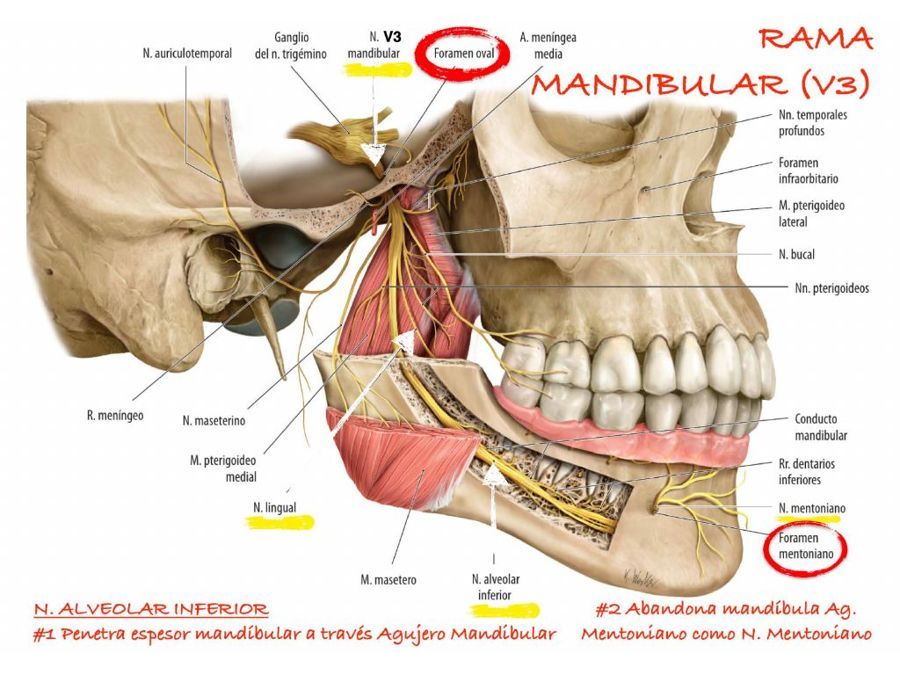 RAMA
MANDIBULAR (V3)
N. auriculotemporal
Ganglio
del n. trigémino
N. V3
mandibular
Foramen oval
A. meníngea
media
Nn. temporales
profundos
Foramen
infraorbitario
M. pterigoideo
lateral
N. bucal
Nn. pterigoideos
R. meníngeo
N. maseterino
M. pterigoideo
medial
N. lingual
M. masetero
N. alveolar
inferior
Conducto
mandibular
Rr. dentarios
inferiores
N. mentoniano
Foramen
mentoniano
N. ALVEOLAR INFERIOR
#1 Penetra espesor mandibular a través Agujero Mandibular
#2 Abandona mandíbula Ag.
Mentoniano como N. Mentoniano